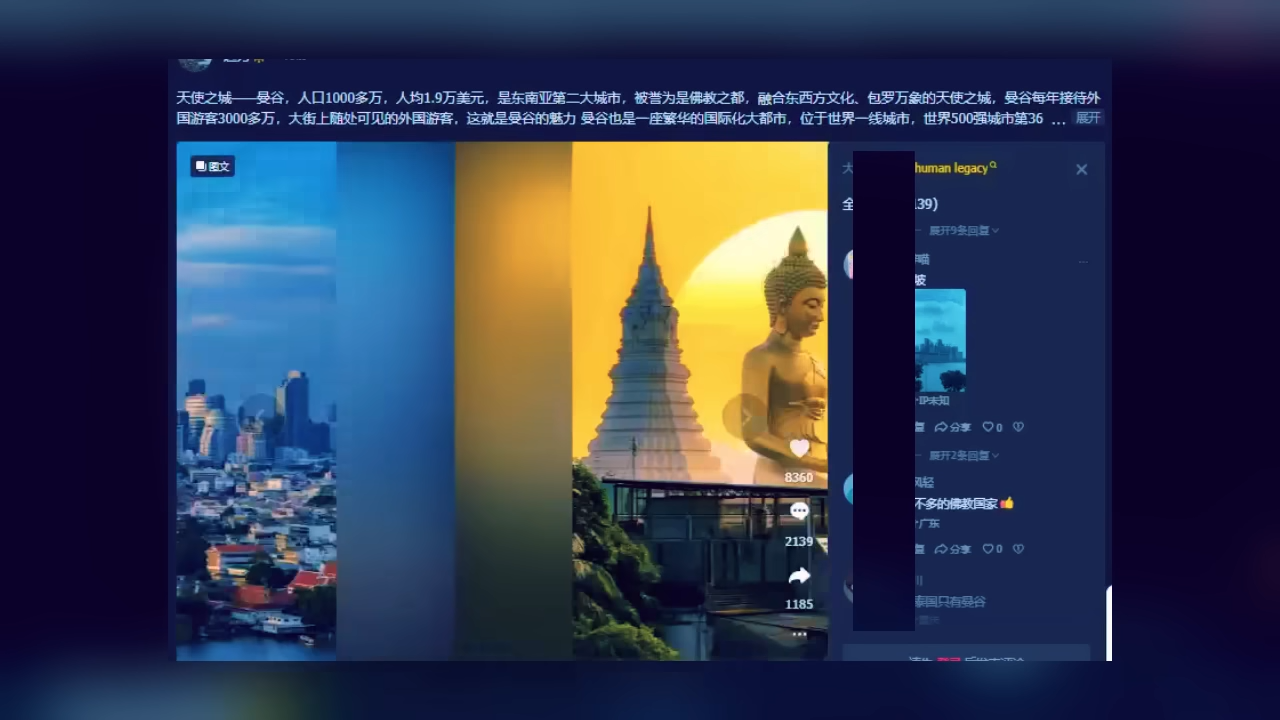 天使之城——曼谷，人口1000多万，人均1.9万美元，是东南亚第二大城市，被誉为是佛教之都，融合东西方文化、包罗万象的天使之城，曼谷每年接待外
国游客3000多万，大街上随处可见的外国游客，这就是曼谷的魅力 曼谷也是一座繁华的国际化大都市，位于世界一线城市，世界500强城市第36 ... 展开
图文
大
human legacy
全
39)
展开9条回复
IP未知
分享 0
展开2条回复
不多的佛教国家👍
广东
分享 0
泰国只有曼谷
8360
2139
1185